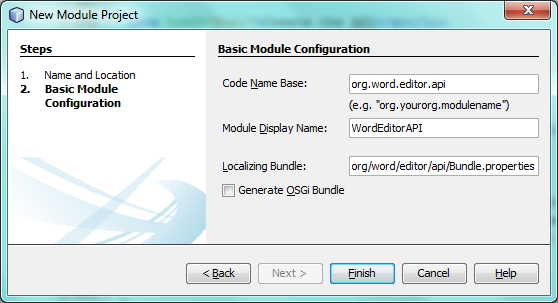 New Module Project
Steps
1. Name and Location
2. Basic Module
Configuration
Basic Module Configuration
Code Name Base: org.word.editor.api
(e.g. "org.yourorg.modulename")
Module Display Name: WordEditorAPI
Localizing Bundle: org/word/editor/api/Bundle.properties
Generate OSGi Bundle
< Back Next > Finish Cancel Help